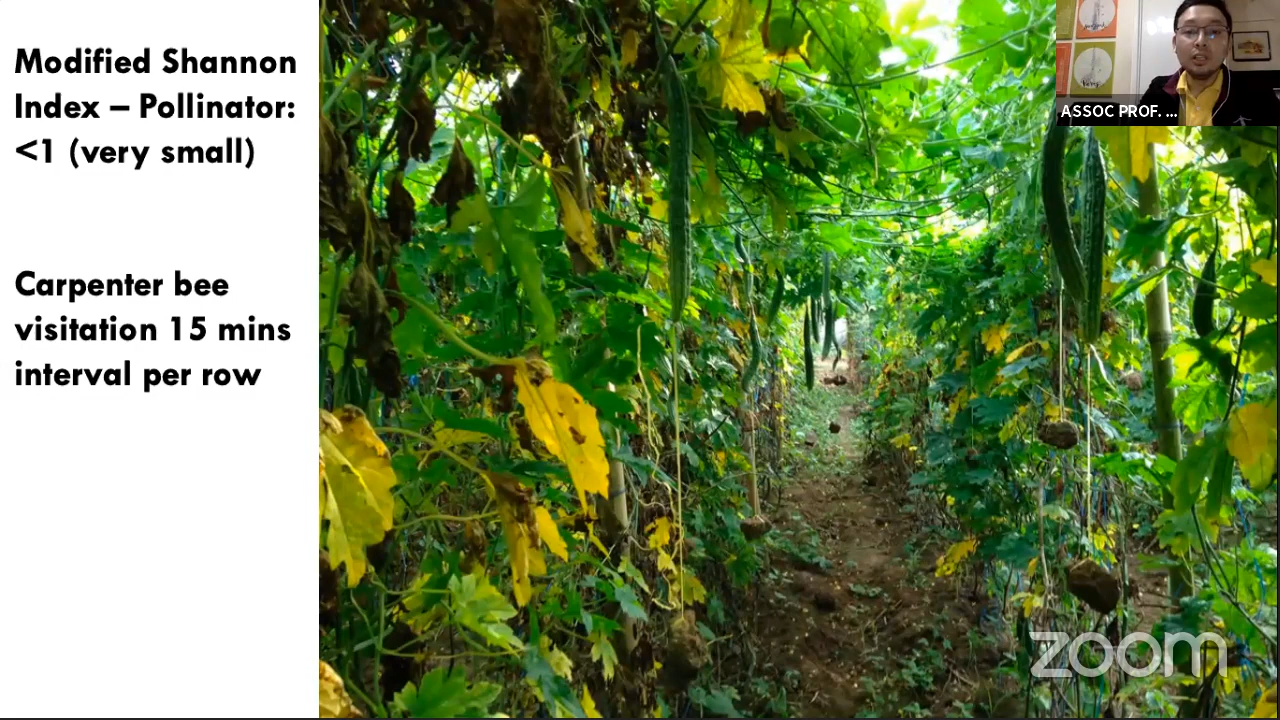 Modified Shannon
Index – Pollinator:
<1 (very small)
Carpenter bee
visitation 15 mins
interval per row
ASSOC PROF. ...
zoom